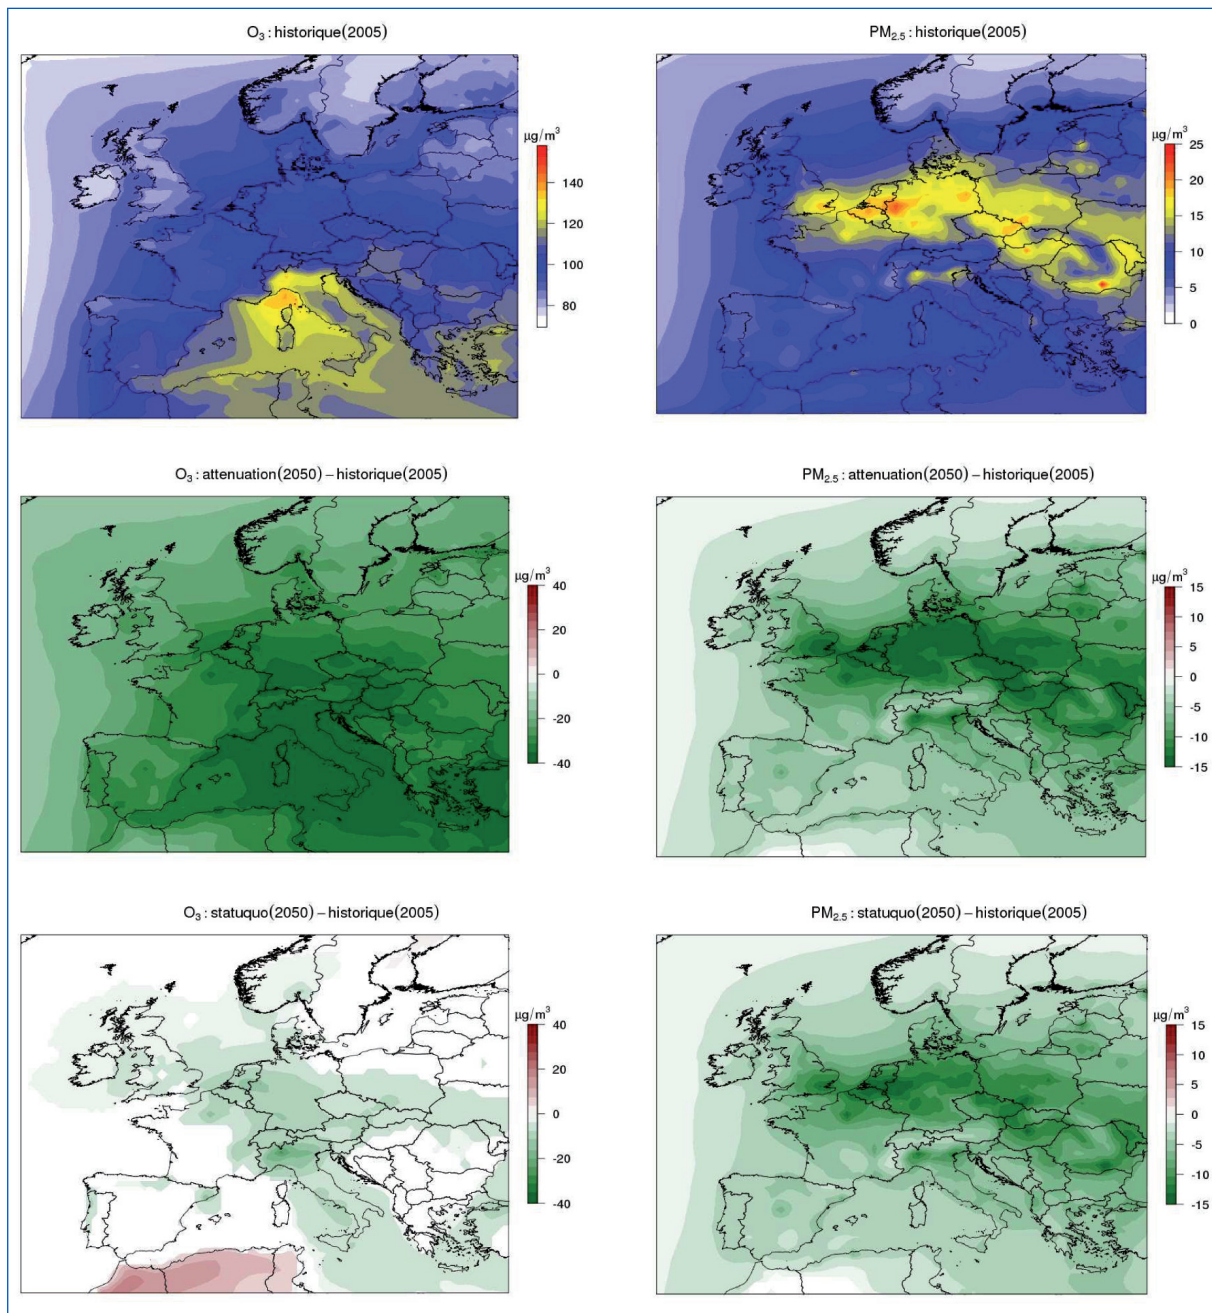 O₃ : historique(2005)
µg/m³
140
120
100
80
PM₂.₅ : historique(2005)
µg/m³
25
20
15
10
5
0
O₃ : attenuation(2050) – historique(2005)
µg/m³
40
20
0
-20
-40
PM₂.₅ : attenuation(2050) – historique(2005)
µg/m³
15
10
5
0
-5
-10
-15
O₃ : statuquo(2050) – historique(2005)
µg/m³
40
20
0
-20
-40
PM₂.₅ : statuquo(2050) – historique(2005)
µg/m³
15
10
5
0
-5
-10
-15